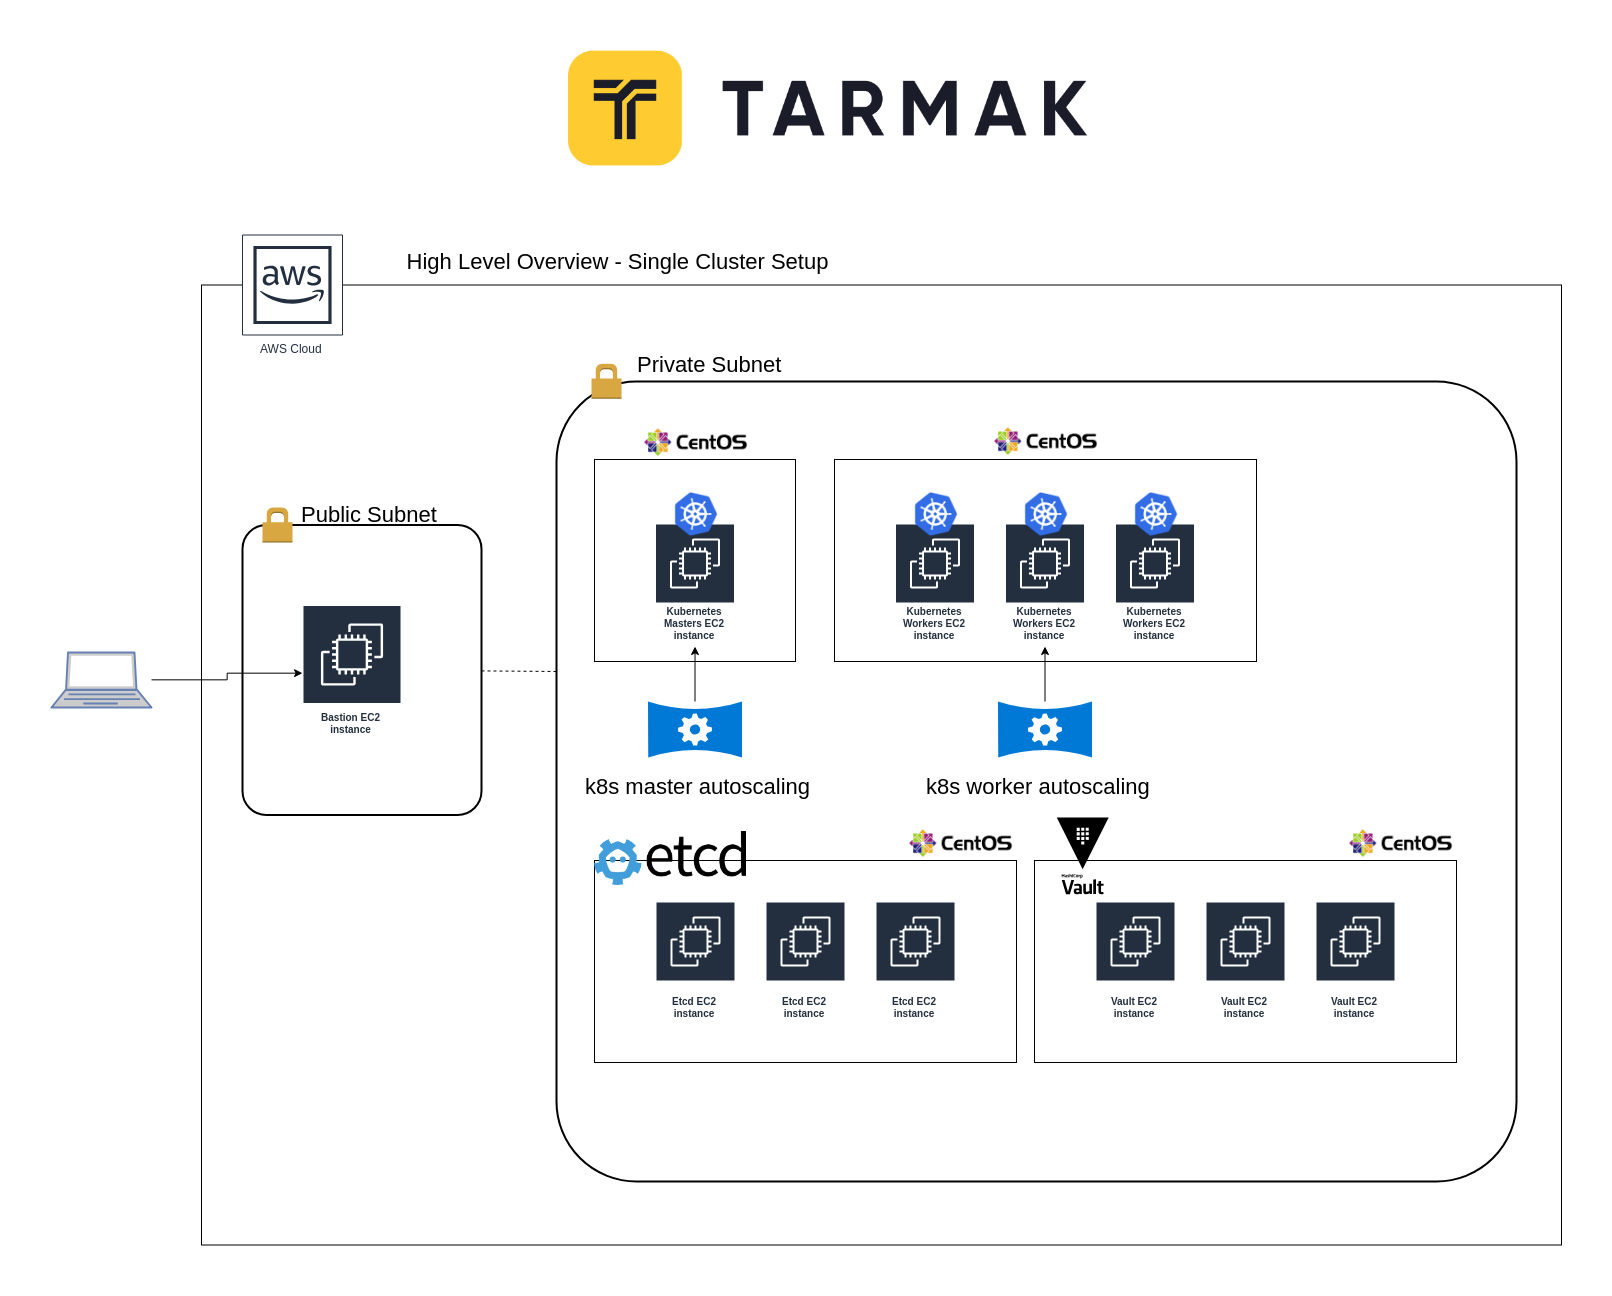 TARMAK
High Level Overview - Single Cluster Setup
aws
AWS Cloud
Private Subnet
CentOS
CentOS
Public Subnet
Kubernetes
Masters EC2
instance
Kubernetes
Workers EC2
instance
Kubernetes
Workers EC2
instance
Kubernetes
Workers EC2
instance
Bastion EC2
instance
k8s master autoscaling
k8s worker autoscaling
etcd
CentOS
CentOS
HashiCorp
Vault
Etcd EC2
instance
Etcd EC2
instance
Etcd EC2
instance
Vault EC2
instance
Vault EC2
instance
Vault EC2
instance